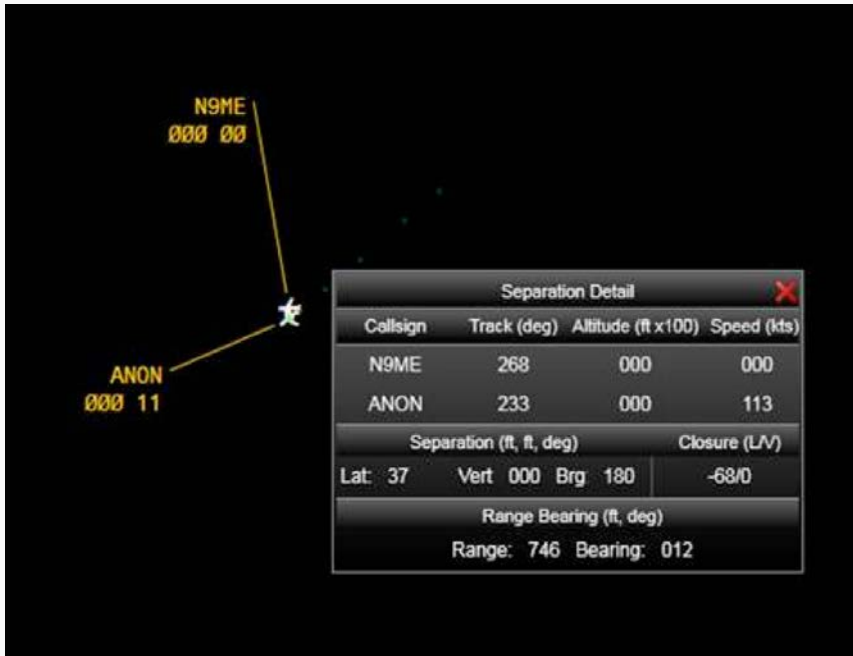 N9ME
000 00
ANON
000 11
Separation Detail
Callsign Track (deg) Altitude (ft x100) Speed (kts)
N9ME 268 000 000
ANON 233 000 113
Separation (ft, ft, deg) Closure (L/V)
Lat: 37 Vert 000 Brg 180 -68/0
Range Bearing (ft, deg)
Range: 746 Bearing: 012